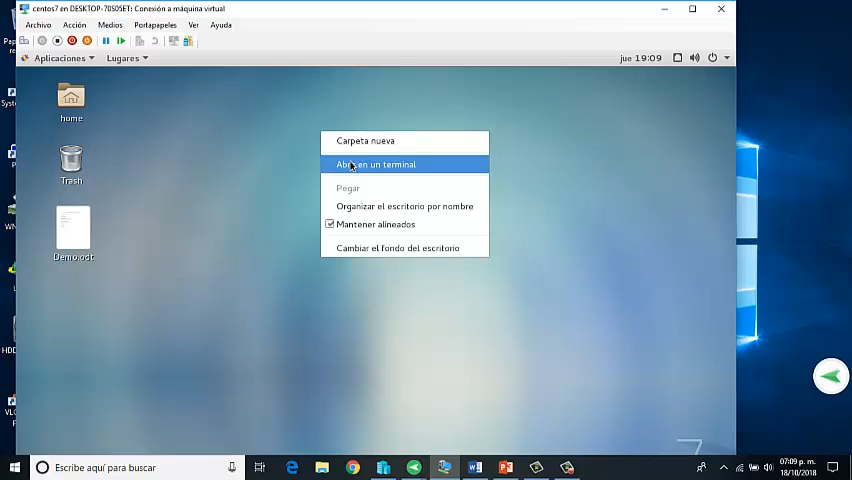 centos7 en DESKTOP-70S05ET: Conexión a máquina virtual
Archivo Acción Medios Portapapeles Ver Ayuda
Aplicaciones Lugares jue 19:09
home
Trash
Demo.odt
Carpeta nueva
en un terminal
Pegar
Organizar el escritorio por nombre
Mantener alineados
Cambiar el fondo del escritorio
7
Escribe aquí para buscar
07:09 p. m.
18/10/2018